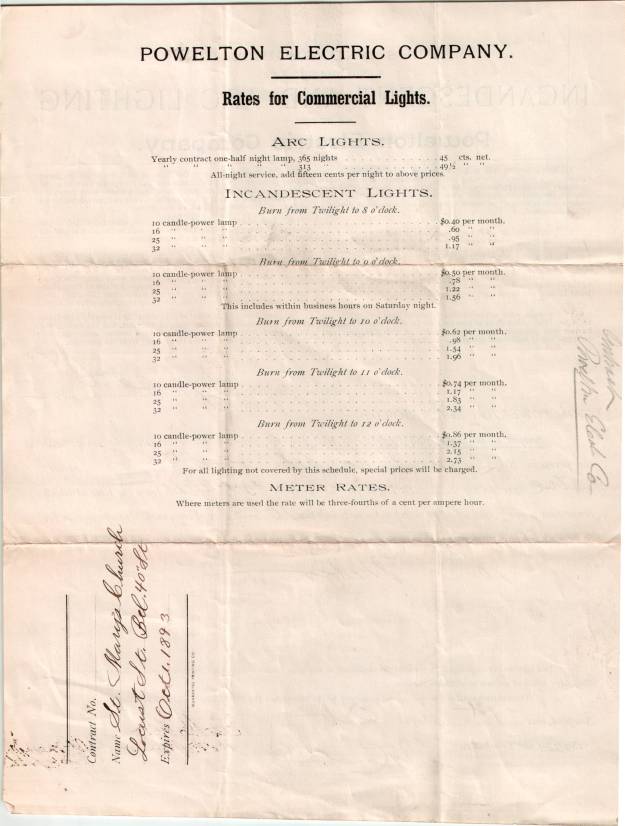 POWELTON ELECTRIC COMPANY.
Rates for Commercial Lights.
ARC LIGHTS.
Yearly contract one-half night lamp, 365 nights . . . . 45 cts. net.
" " " " " 313 . . . . 49½ " "
All-night service, add fifteen cents per night to above prices.
INCANDESCENT LIGHTS.
Burn from Twilight to 8 o'clock.
10 candle-power lamp . . . . $0.40 per month.
16 " " " . . . . .60 " "
25 " " " . . . . .95 " "
32 " " " . . . . 1.17 " "
Burn from Twilight to 9 o'clock.
10 candle-power lamp . . . . $0.50 per month.
16 " " " . . . . .78 " "
25 " " " . . . . 1.22 " "
32 " " " . . . . 1.56 " "
This includes within business hours on Saturday night.
Burn from Twilight to 10 o'clock.
10 candle-power lamp . . . . $0.62 per month.
16 " " " . . . . .98 " "
25 " " " . . . . 1.54 " "
32 " " " . . . . 1.96 " "
Burn from Twilight to 11 o'clock.
10 candle-power lamp . . . . $0.74 per month.
16 " " " . . . . 1.17 " "
25 " " " . . . . 1.83 " "
32 " " " . . . . 2.34 " "
Burn from Twilight to 12 o'clock.
10 candle-power lamp . . . . $0.86 per month.
16 " " " . . . . 1.37 " "
25 " " " . . . . 2.15 " "
32 " " " . . . . 2.73 " "
For all lighting not covered by this schedule, special prices will be charged.
METER RATES.
Where meters are used the rate will be three-fourths of a cent per ampere hour.
Contract No.
Name St. Mary's Church
Locust St. Bel. 40 St
Expires Oct 1. 1893
Contract
Powelton Elec Co